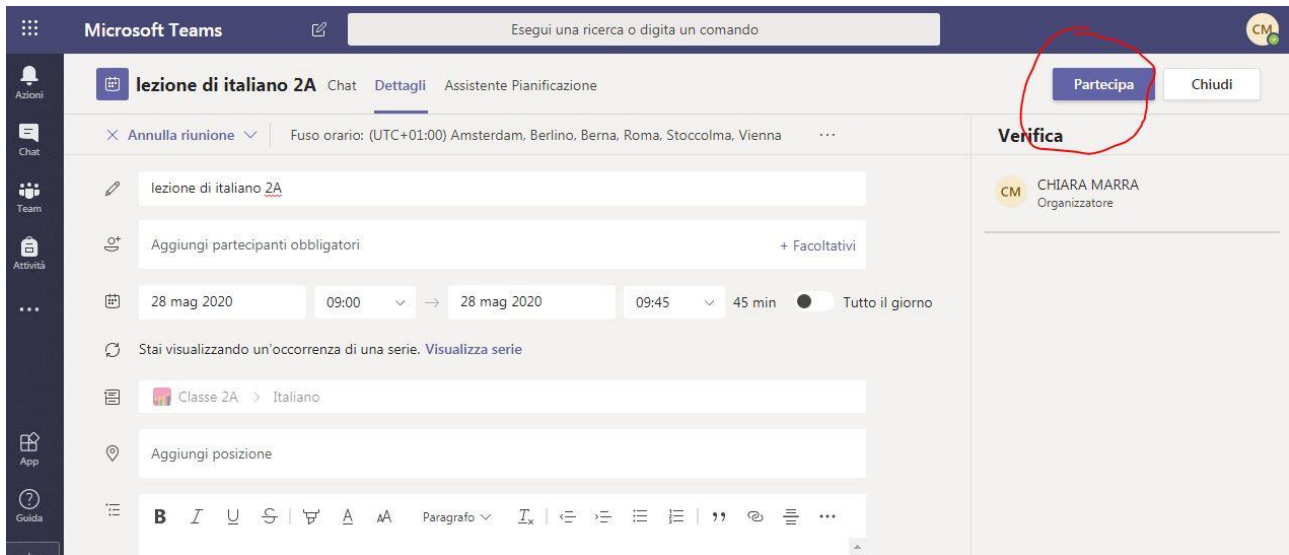 Microsoft Teams
Esegui una ricerca o digita un comando
CM
Azioni
Chat
Team
Attività
App
Guida
lezione di italiano 2A Chat Dettagli Assistente Pianificazione
Partecipa Chiudi
Annulla riunione Fuso orario: (UTC+01:00) Amsterdam, Berlino, Berna, Roma, Stoccolma, Vienna ...
lezione di italiano 2A
Aggiungi partecipanti obbligatori + Facoltativi
28 mag 2020 09:00 → 28 mag 2020 09:45 45 min Tutto il giorno
Stai visualizzando un'occorrenza di una serie. Visualizza serie
Classe 2A > Italiano
Aggiungi posizione
B I U S A AA Paragrafo Tx
Verifica
CM CHIARA MARRA
Organizzatore